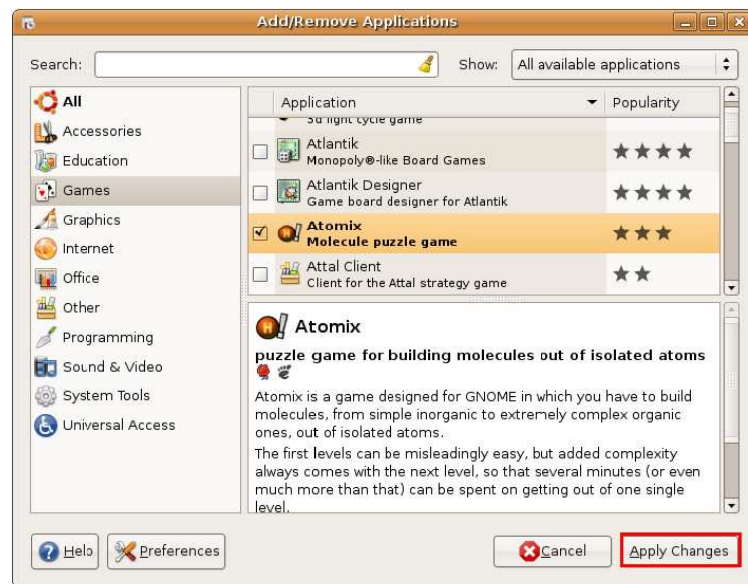 Add/Remove Applications
Search:
Show:
All available applications
All
Accessories
Education
Games
Graphics
Internet
Office
Other
Programming
Sound & Video
System Tools
Universal Access
Application
Popularity
3d light cycle game
Atlantik
Monopoly®-like Board Games
Atlantik Designer
Game board designer for Atlantik
Atomix
Molecule puzzle game
Attal Client
Client for the Attal strategy game
Atomix
puzzle game for building molecules out of isolated atoms
Atomix is a game designed for GNOME in which you have to build
molecules, from simple inorganic to extremely complex organic
ones, out of isolated atoms.
The first levels can be misleadingly easy, but added complexity
always comes with the next level, so that several minutes (or even
much more than that) can be spent on getting out of one single
level.
Help
Preferences
Cancel
Apply Changes